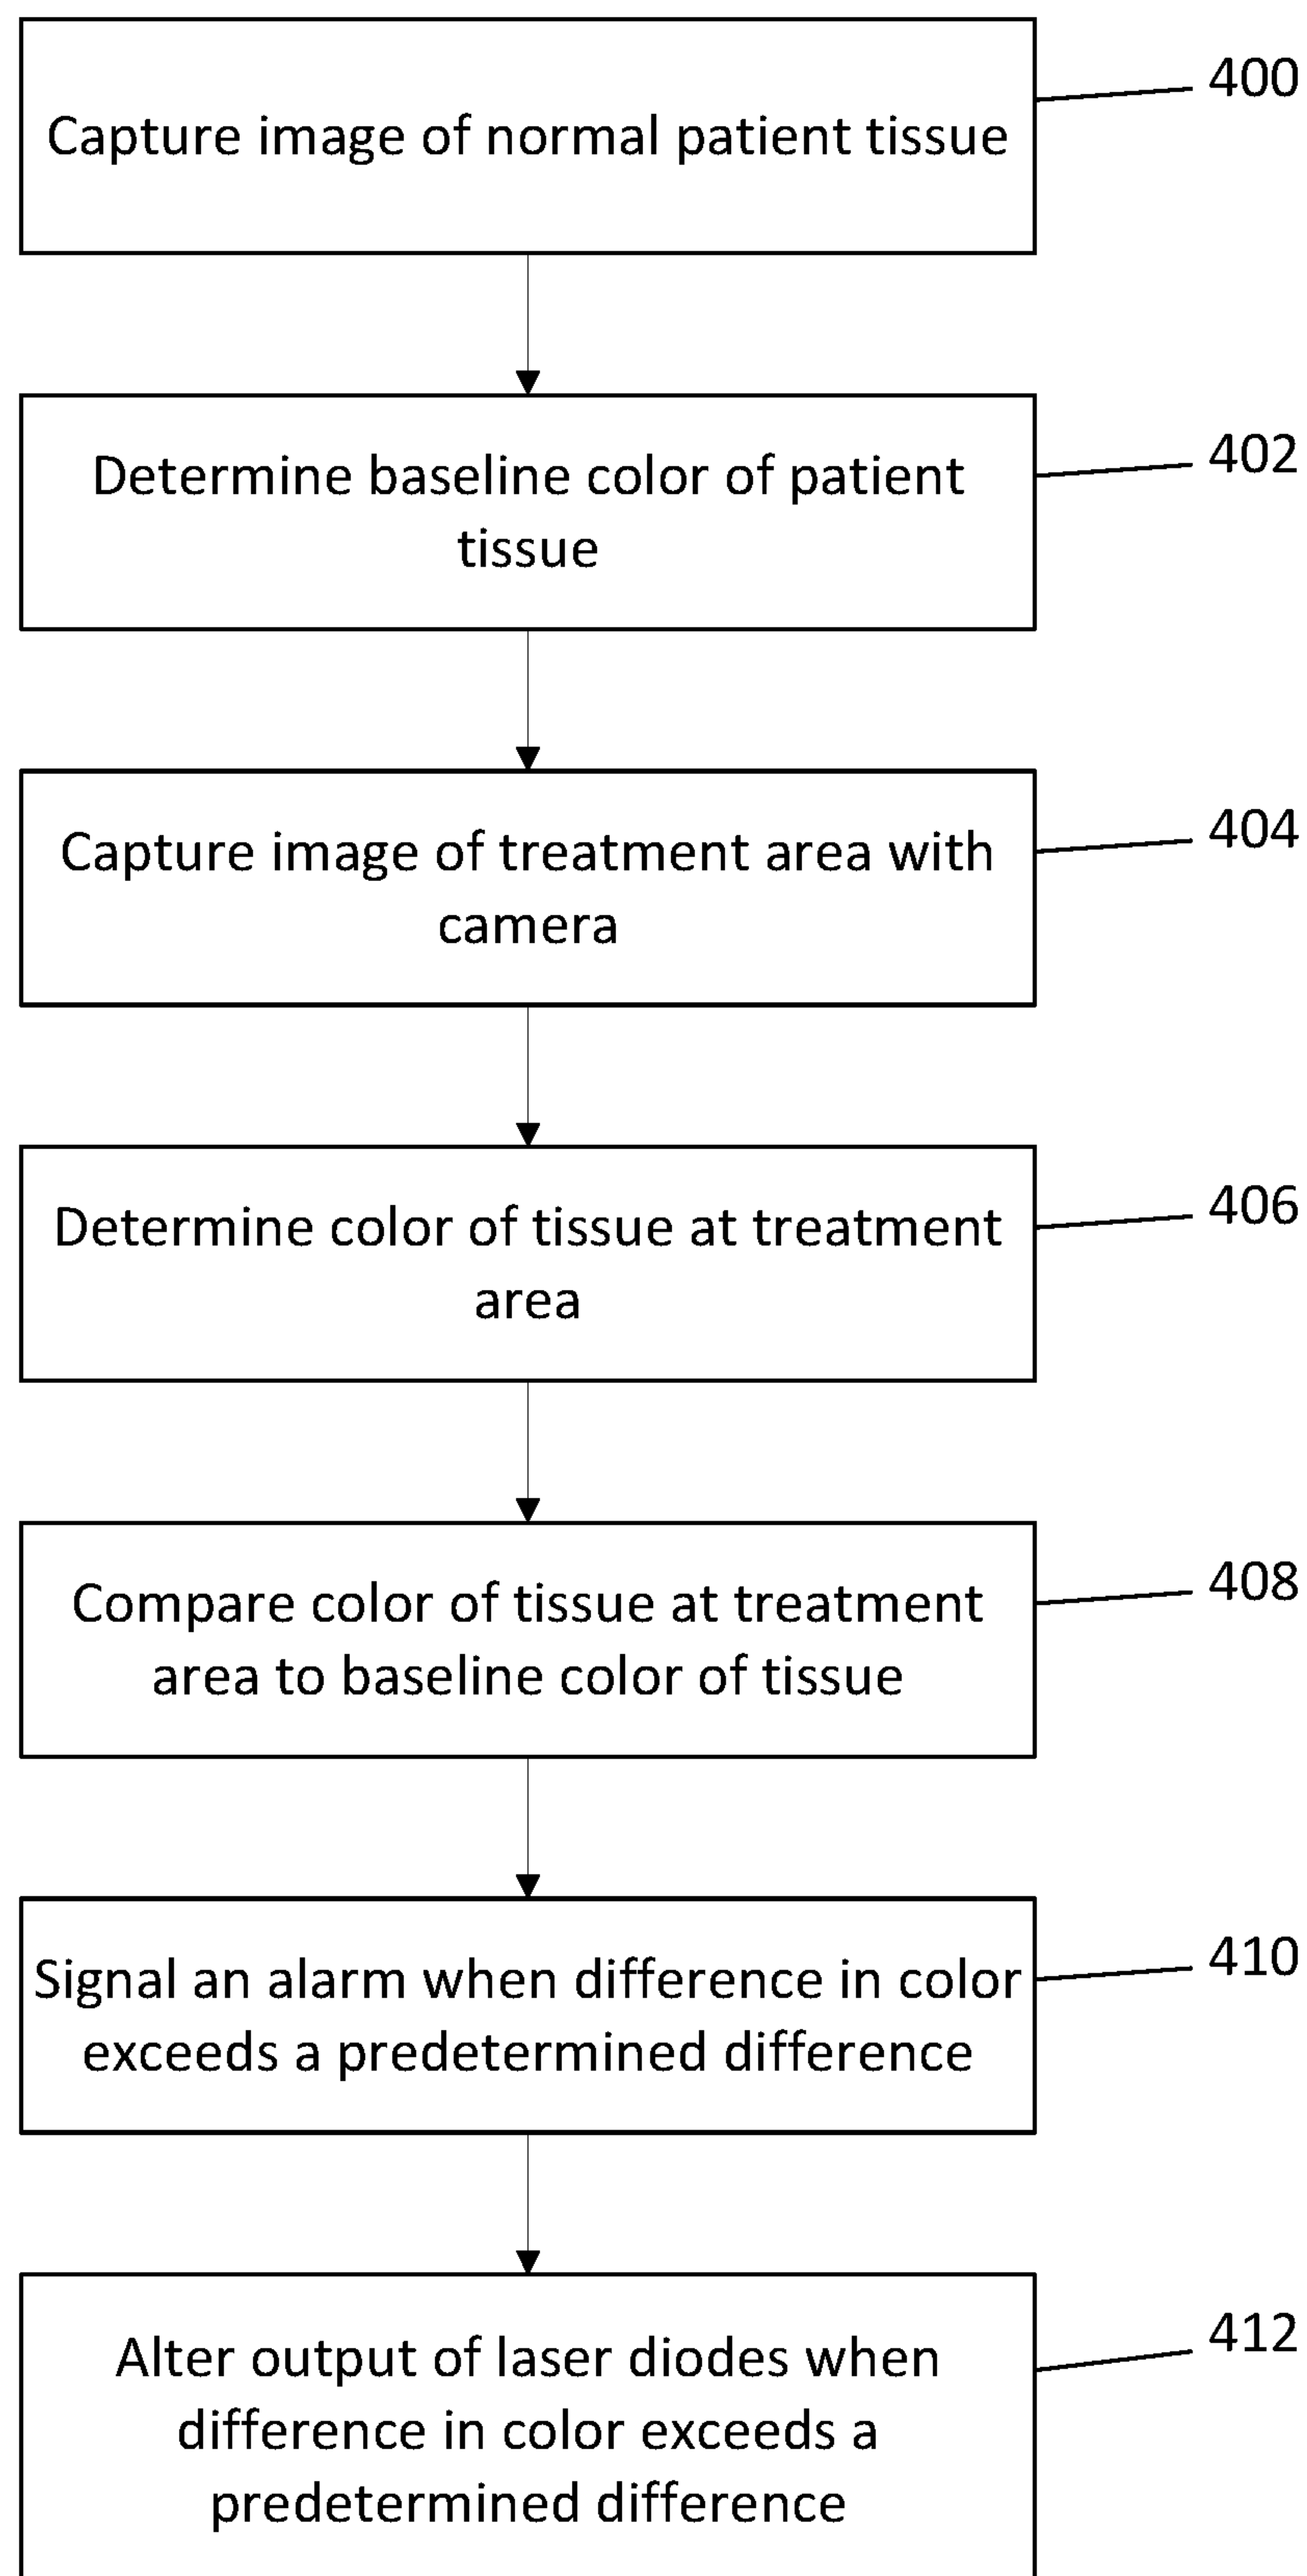 Capture image of normal patient tissue
400
Determine baseline color of patient
tissue
402
Capture image of treatment area with
camera
404
Determine color of tissue at treatment
area
406
Compare color of tissue at treatment
area to baseline color of tissue
408
Signal an alarm when difference in color
exceeds a predetermined difference
410
Alter output of laser diodes when
difference in color exceeds a
predetermined difference
412